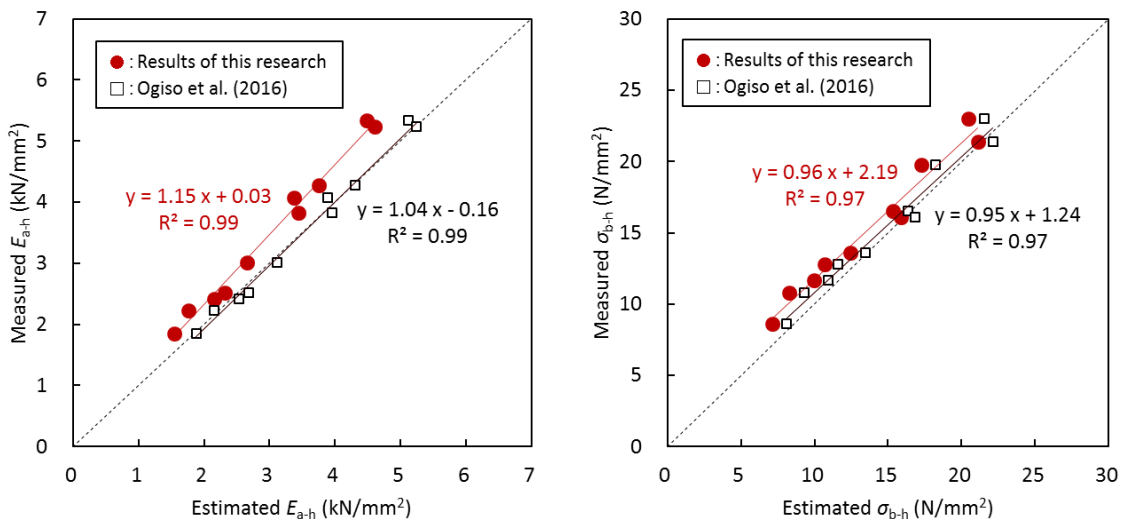 7
6
5
4
3
2
1
0
Measured E a-h (kN/mm²)
● : Results of this research
□ : Ogiso et al. (2016)
y = 1.15 x + 0.03
R² = 0.99
y = 1.04 x - 0.16
R² = 0.99
0 1 2 3 4 5 6 7
Estimated E a-h (kN/mm²)
30
25
20
15
10
5
0
Measured σ b-h (N/mm²)
● : Results of this research
□ : Ogiso et al. (2016)
y = 0.96 x + 2.19
R² = 0.97
y = 0.95 x + 1.24
R² = 0.97
0 5 10 15 20 25 30
Estimated σ b-h (N/mm²)